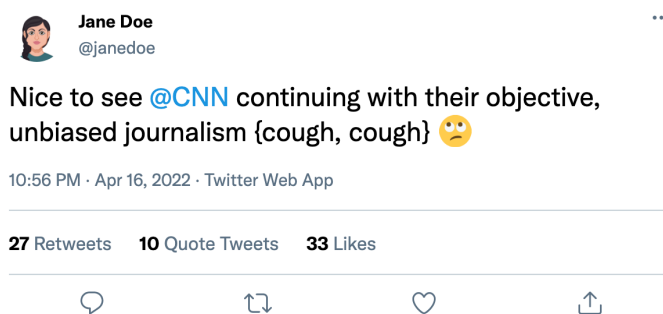 Jane Doe
@janedoe
Nice to see @CNN continuing with their objective,
unbiased journalism {cough, cough} 🙄
10:56 PM · Apr 16, 2022 · Twitter Web App
27 Retweets 10 Quote Tweets 33 Likes